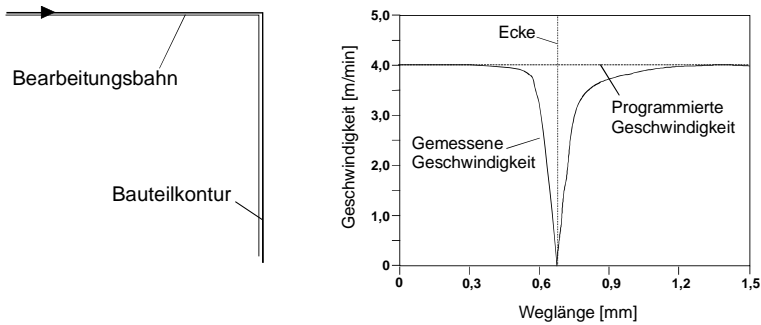 Bearbeitungsbahn
Bauteilkontur
Geschwindigkeit [m/min]
5,0
4,0
3,0
2,0
1,0
0
Ecke
Programmierte
Geschwindigkeit
Gemessene
Geschwindigkeit
0 0,3 0,6 0,9 1,2 1,5
Weglänge [mm]